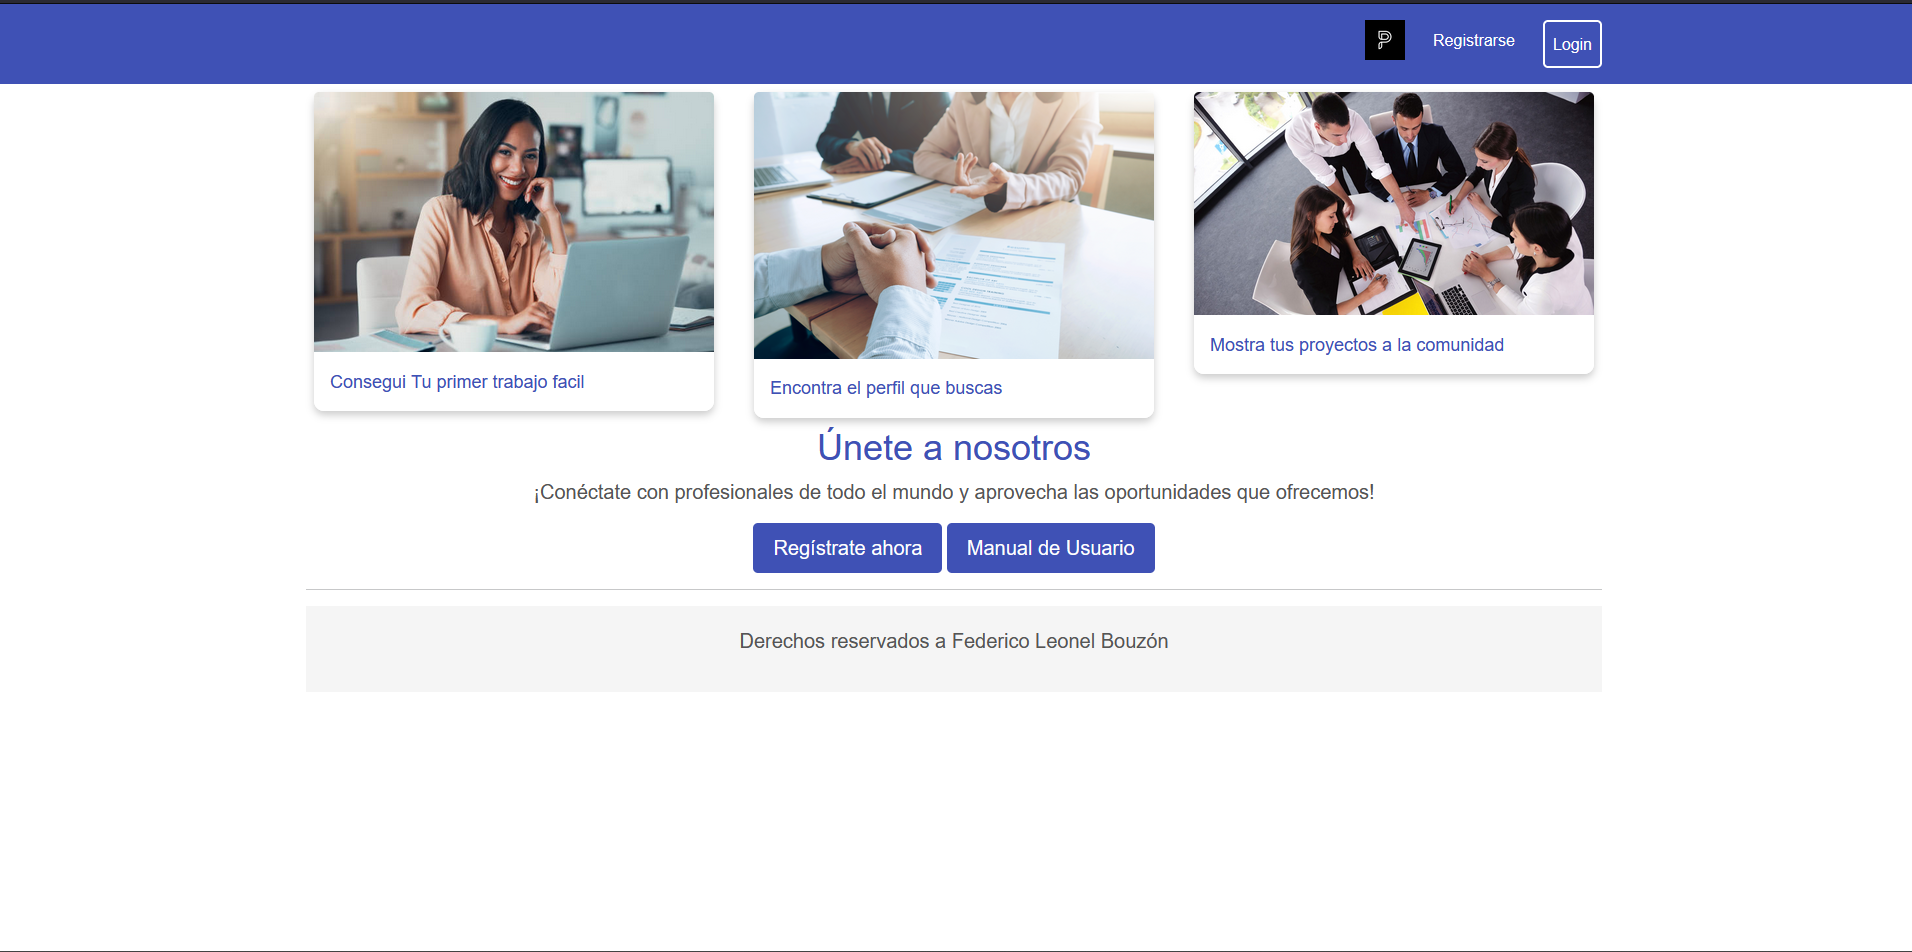 P
Registrarse
Login
Consegui Tu primer trabajo facil
Encontra el perfil que buscas
Mostra tus proyectos a la comunidad
Únete a nosotros
¡Conéctate con profesionales de todo el mundo y aprovecha las oportunidades que ofrecemos!
Regístrate ahora
Manual de Usuario
Derechos reservados a Federico Leonel Bouzón